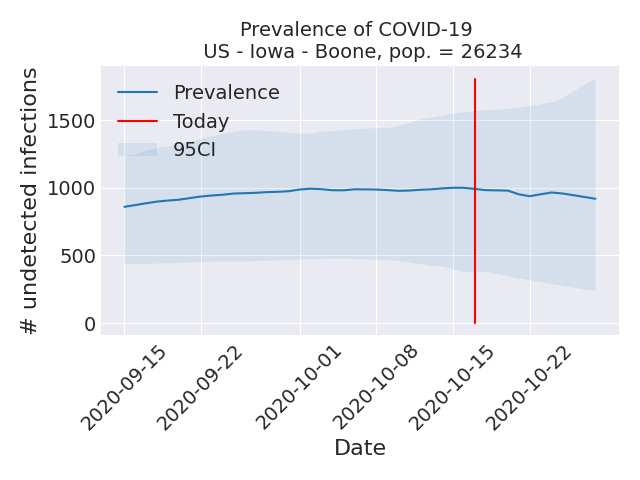 Prevalence of COVID-19
US - Iowa - Boone, pop. = 26234
# undetected infections
1500
1000
500
0
Prevalence
Today
95CI
2020-09-15
2020-09-22
2020-10-01
2020-10-08
2020-10-15
2020-10-22
Date